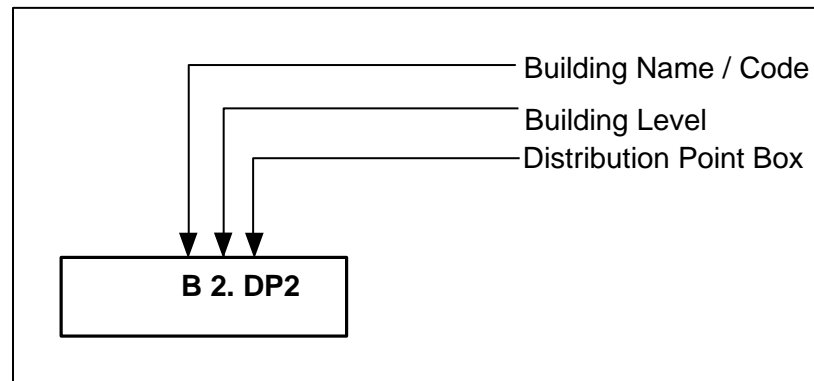 Building Name / Code
Building Level
Distribution Point Box
B 2. DP2